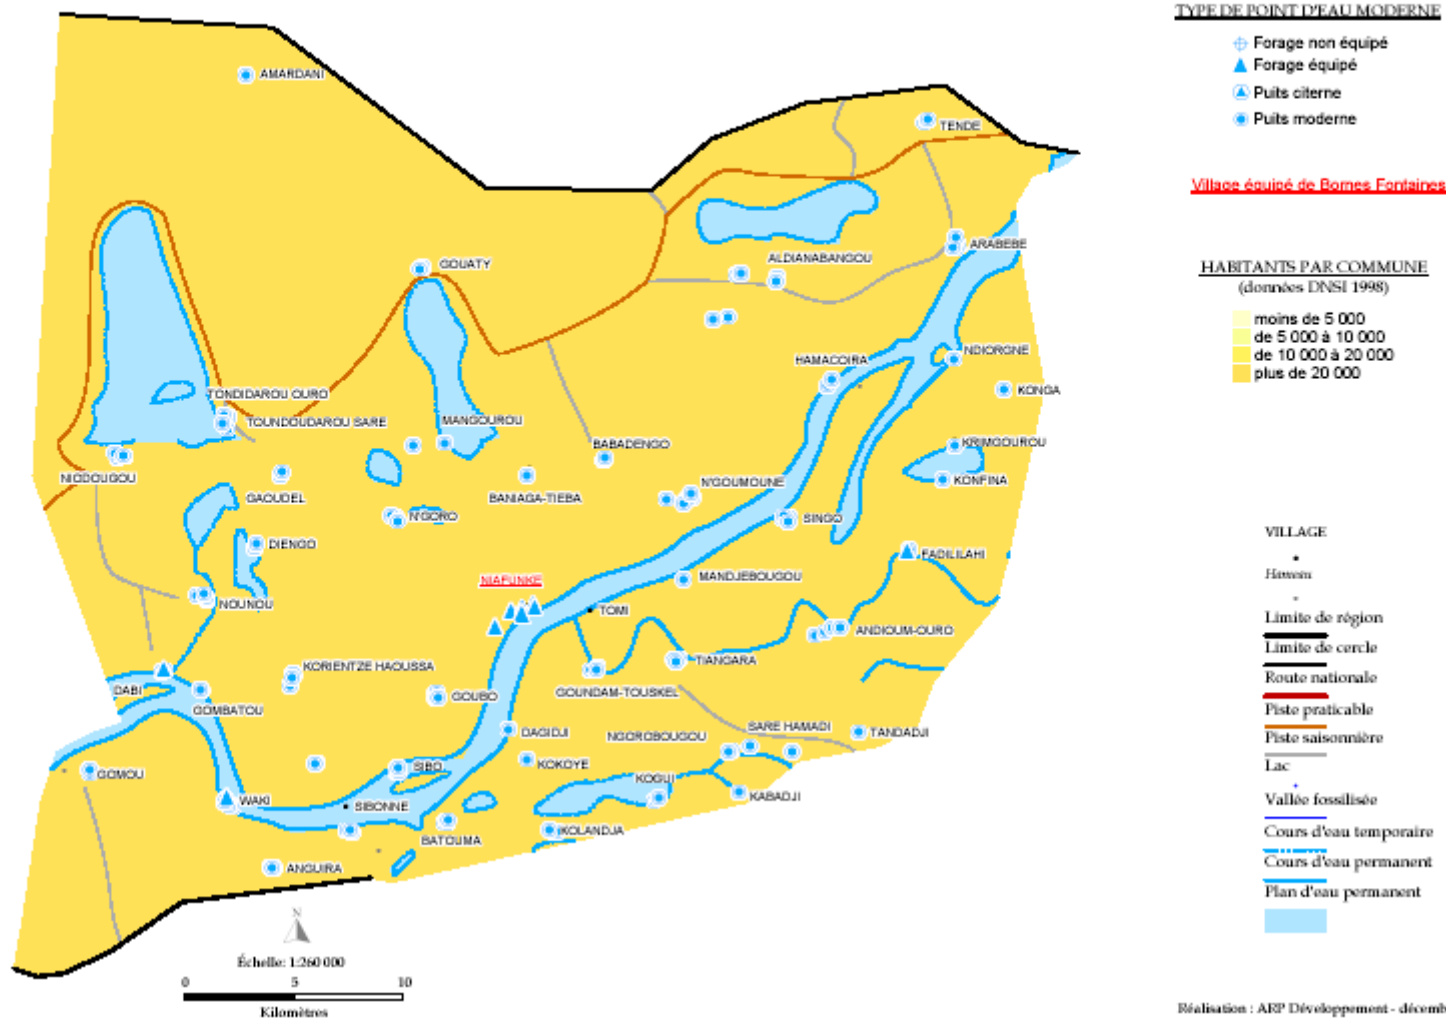 TYPE DE POINT D'EAU MODERNE
Forage non équipé
Forage équipé
Puits citerne
Puits moderne
Village équipé de Bornes Fontaines
HABITANTS PAR COMMUNE
(données DNSI 1998)
moins de 5 000
de 5 000 à 10 000
de 10 000 à 20 000
plus de 20 000
VILLAGE
Hameau
Limite de région
Limite de cercle
Route nationale
Piste praticable
Piste saisonnière
Lac
Vallée fossilisée
Cours d'eau temporaire
Cours d'eau permanent
Plan d'eau permanent
Réalisation : ARP Développement - décemb
AMARDANI
TENDE
ARABEBE
GOUATY
ALDIANABANGOU
HAMACOIRA
NDIORGNE
KONGA
TONDIDAROU OURO
TOUNDOUDAROU SARE
MANGOUROU
BABADENGO
KRIMGOUROU
NIODOUGOU
GAOUDEL
BANIAGA-TIEBA
N'GOUMOUNE
KONFINA
N'GORO
SINGO
DIENGO
FADILILAHI
NIAFUNKE
MANDJEBOUGOU
NOUNOU
TOMI
ANDIOUM-OURO
KORIENTZE HAOUSSA
TIANGARA
DABI
GOMBATOU
GOUBO
GOUNDAM-TOUSKEL
DAGIDJI
NGOROBOUGOU
SARE HAMADI
TANDADJI
GOMOU
SIBO
KOKOYE
KOGUI
WAKI
SIBONNE
KABADJI
BATOUMA
KOLANDJA
ANGUIRA
N
Échelle: 1:260 000
0 5 10
Kilomètres